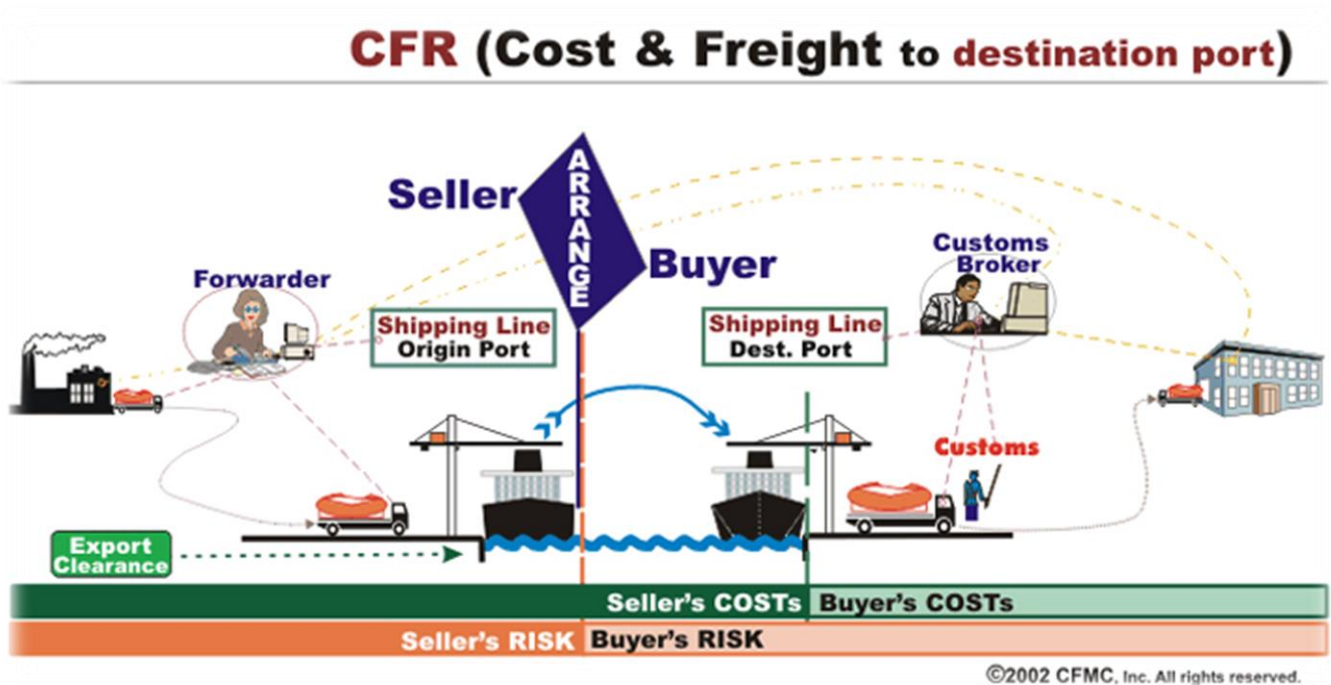 CFR (Cost & Freight to destination port)
Seller
ARRANGE
Buyer
Forwarder
Customs
Broker
Shipping Line
Origin Port
Shipping Line
Dest. Port
Customs
Export
Clearance
Seller's COSTs
Buyer's COSTs
Seller's RISK
Buyer's RISK
©2002 CFMC, Inc. All rights reserved.